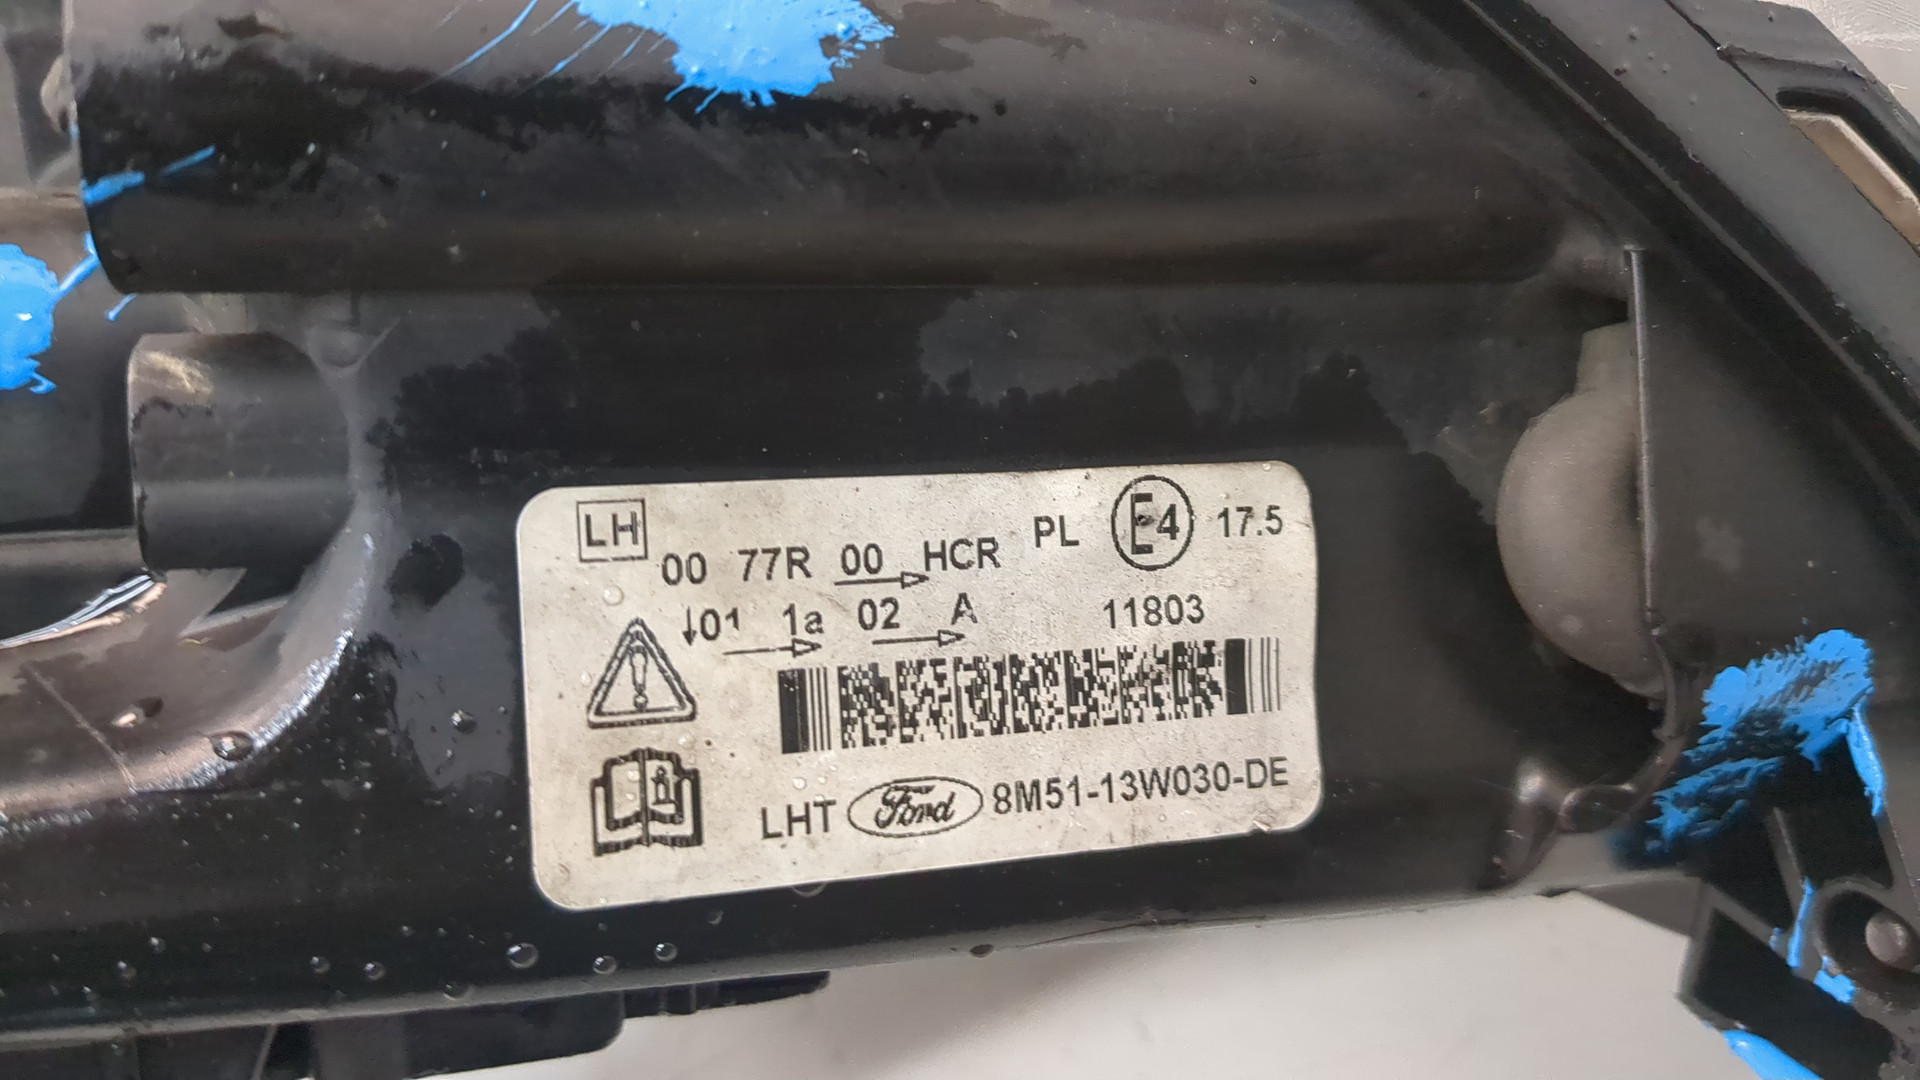 LH 00 77R 00 HCR PL E4 17.5
↓01 1a 02 A 11803
LHT Ford 8M51-13W030-DE